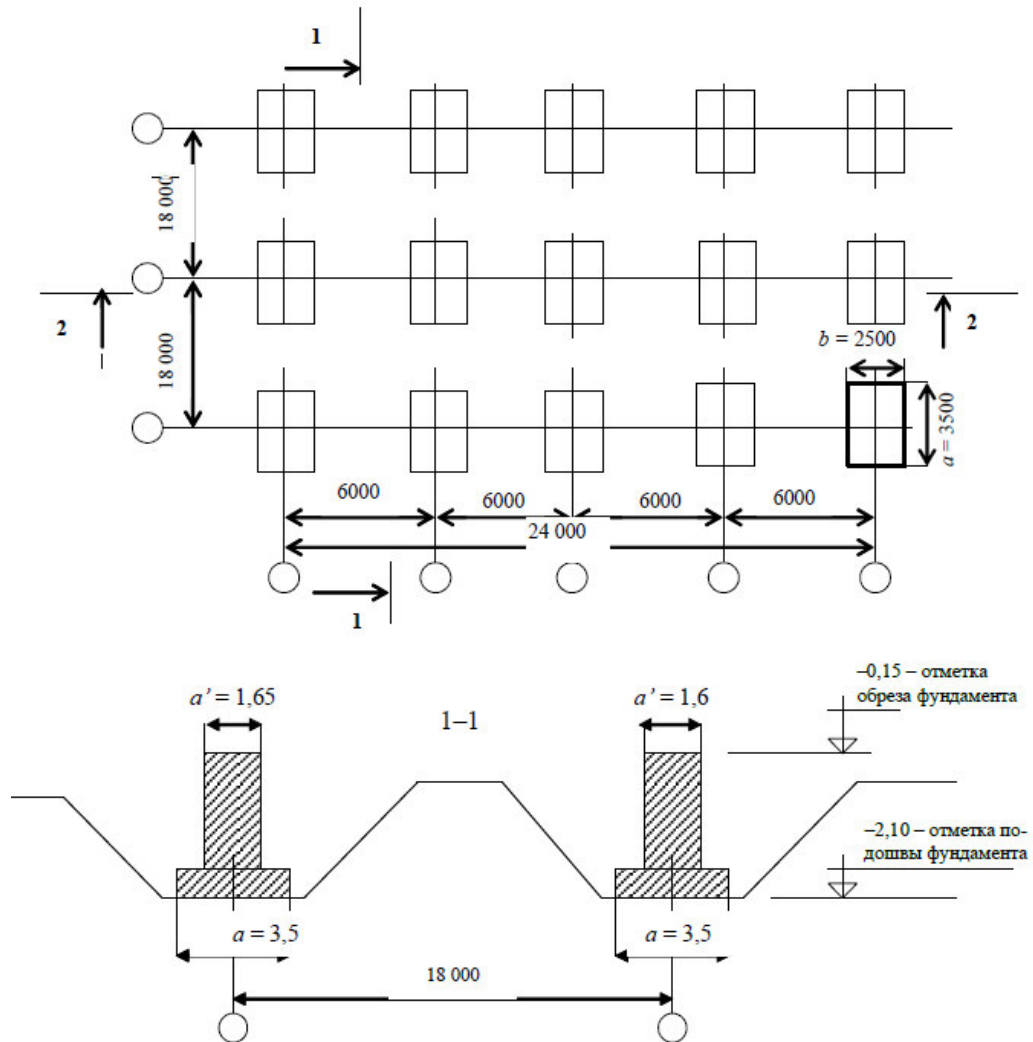 1
18 000
2
2
b = 2500
18 000
a = 3500
6000
6000
6000
6000
24 000
1
–0,15 – отметка
обреза фундамента
a’ = 1,65
1–1
a’ = 1,6
–2,10 – отметка по-
дошвы фундамента
a = 3,5
a = 3,5
18 000